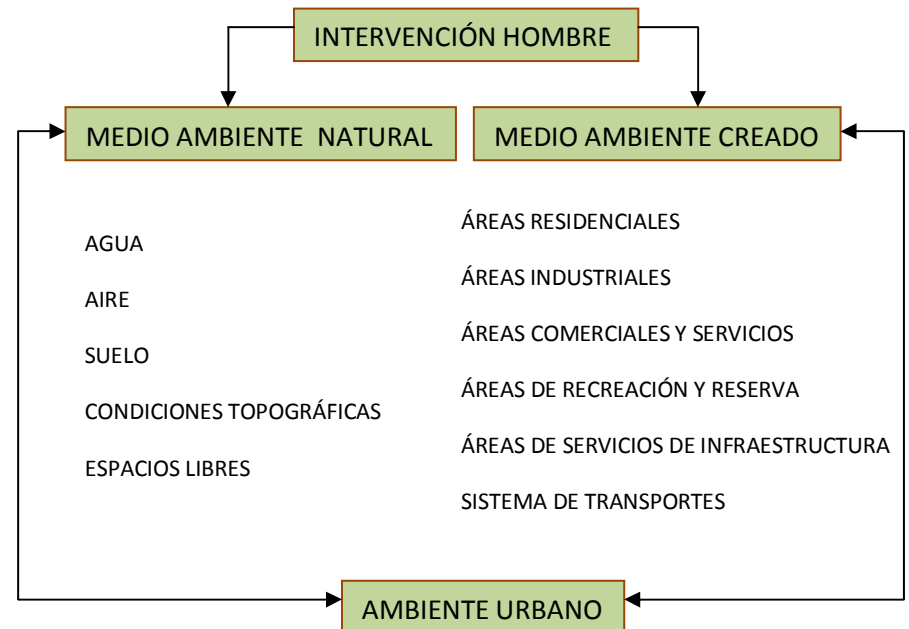 INTERVENCIÓN HOMBRE
MEDIO AMBIENTE NATURAL
MEDIO AMBIENTE CREADO
AGUA
AIRE
SUELO
CONDICIONES TOPOGRÁFICAS
ESPACIOS LIBRES
ÁREAS RESIDENCIALES
ÁREAS INDUSTRIALES
ÁREAS COMERCIALES Y SERVICIOS
ÁREAS DE RECREACIÓN Y RESERVA
ÁREAS DE SERVICIOS DE INFRAESTRUCTURA
SISTEMA DE TRANSPORTES
AMBIENTE URBANO